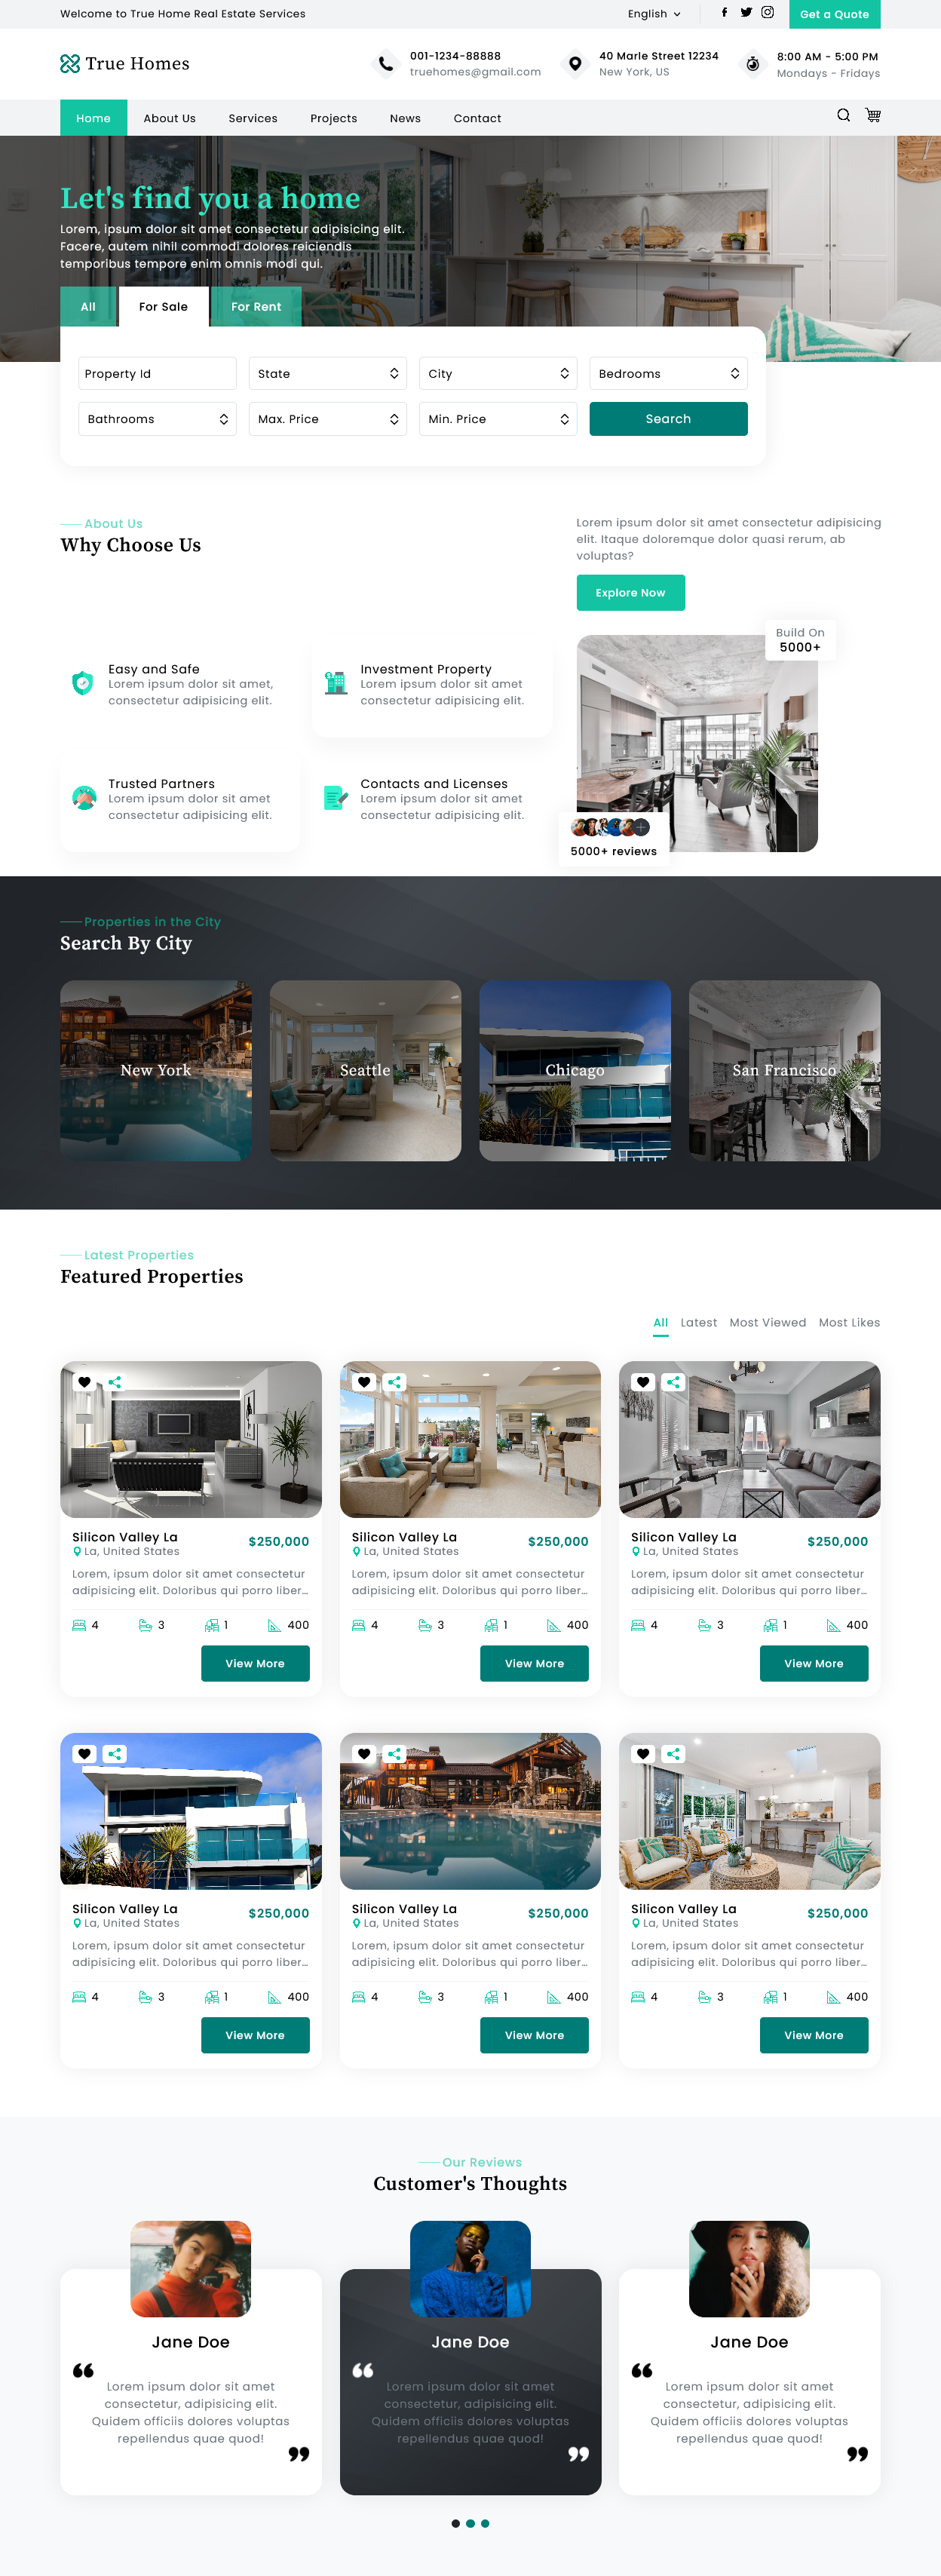 Welcome to True Home Real Estate Services
English
Get a Quote
True Homes
001-1234-88888
truehomes@gmail.com
40 Marle Street 12234
New York, US
8:00 AM - 5:00 PM
Mondays - Fridays
Home
About Us
Services
Projects
News
Contact
Let's find you a home
Lorem, ipsum dolor sit amet consectetur adipisicing elit.
Facere, autem nihil commodi dolores reiciendis
temporibus tempore enim omnis modi qui.
All
For Sale
For Rent
Property Id
State
City
Bedrooms
Bathrooms
Max. Price
Min. Price
Search
About Us
Why Choose Us
Lorem ipsum dolor sit amet consectetur adipisicing
elit. Itaque doloremque dolor quasi rerum, ab
voluptas?
Explore Now
Build On
5000+
Easy and Safe
Lorem ipsum dolor sit amet,
consectetur adipisicing elit.
Investment Property
Lorem ipsum dolor sit amet
consectetur adipisicing elit.
Trusted Partners
Lorem ipsum dolor sit amet
consectetur adipisicing elit.
Contacts and Licenses
Lorem ipsum dolor sit amet
consectetur adipisicing elit.
5000+ reviews
Properties in the City
Search By City
New York
Seattle
Chicago
San Francisco
Latest Properties
Featured Properties
All
Latest
Most Viewed
Most Likes
Silicon Valley La
La, United States
$250,000
Lorem, ipsum dolor sit amet consectetur
adipisicing elit. Doloribus qui porro liber…
4
3
1
400
View More
Silicon Valley La
La, United States
$250,000
Lorem, ipsum dolor sit amet consectetur
adipisicing elit. Doloribus qui porro liber…
4
3
1
400
View More
Silicon Valley La
La, United States
$250,000
Lorem, ipsum dolor sit amet consectetur
adipisicing elit. Doloribus qui porro liber…
4
3
1
400
View More
Silicon Valley La
La, United States
$250,000
Lorem, ipsum dolor sit amet consectetur
adipisicing elit. Doloribus qui porro liber…
4
3
1
400
View More
Silicon Valley La
La, United States
$250,000
Lorem, ipsum dolor sit amet consectetur
adipisicing elit. Doloribus qui porro liber…
4
3
1
400
View More
Silicon Valley La
La, United States
$250,000
Lorem, ipsum dolor sit amet consectetur
adipisicing elit. Doloribus qui porro liber…
4
3
1
400
View More
Our Reviews
Customer's Thoughts
Jane Doe
Lorem ipsum dolor sit amet
consectetur, adipisicing elit.
Quidem officiis dolores voluptas
repellendus quae quod!
Jane Doe
Lorem ipsum dolor sit amet
consectetur, adipisicing elit.
Quidem officiis dolores voluptas
repellendus quae quod!
Jane Doe
Lorem ipsum dolor sit amet
consectetur, adipisicing elit.
Quidem officiis dolores voluptas
repellendus quae quod!